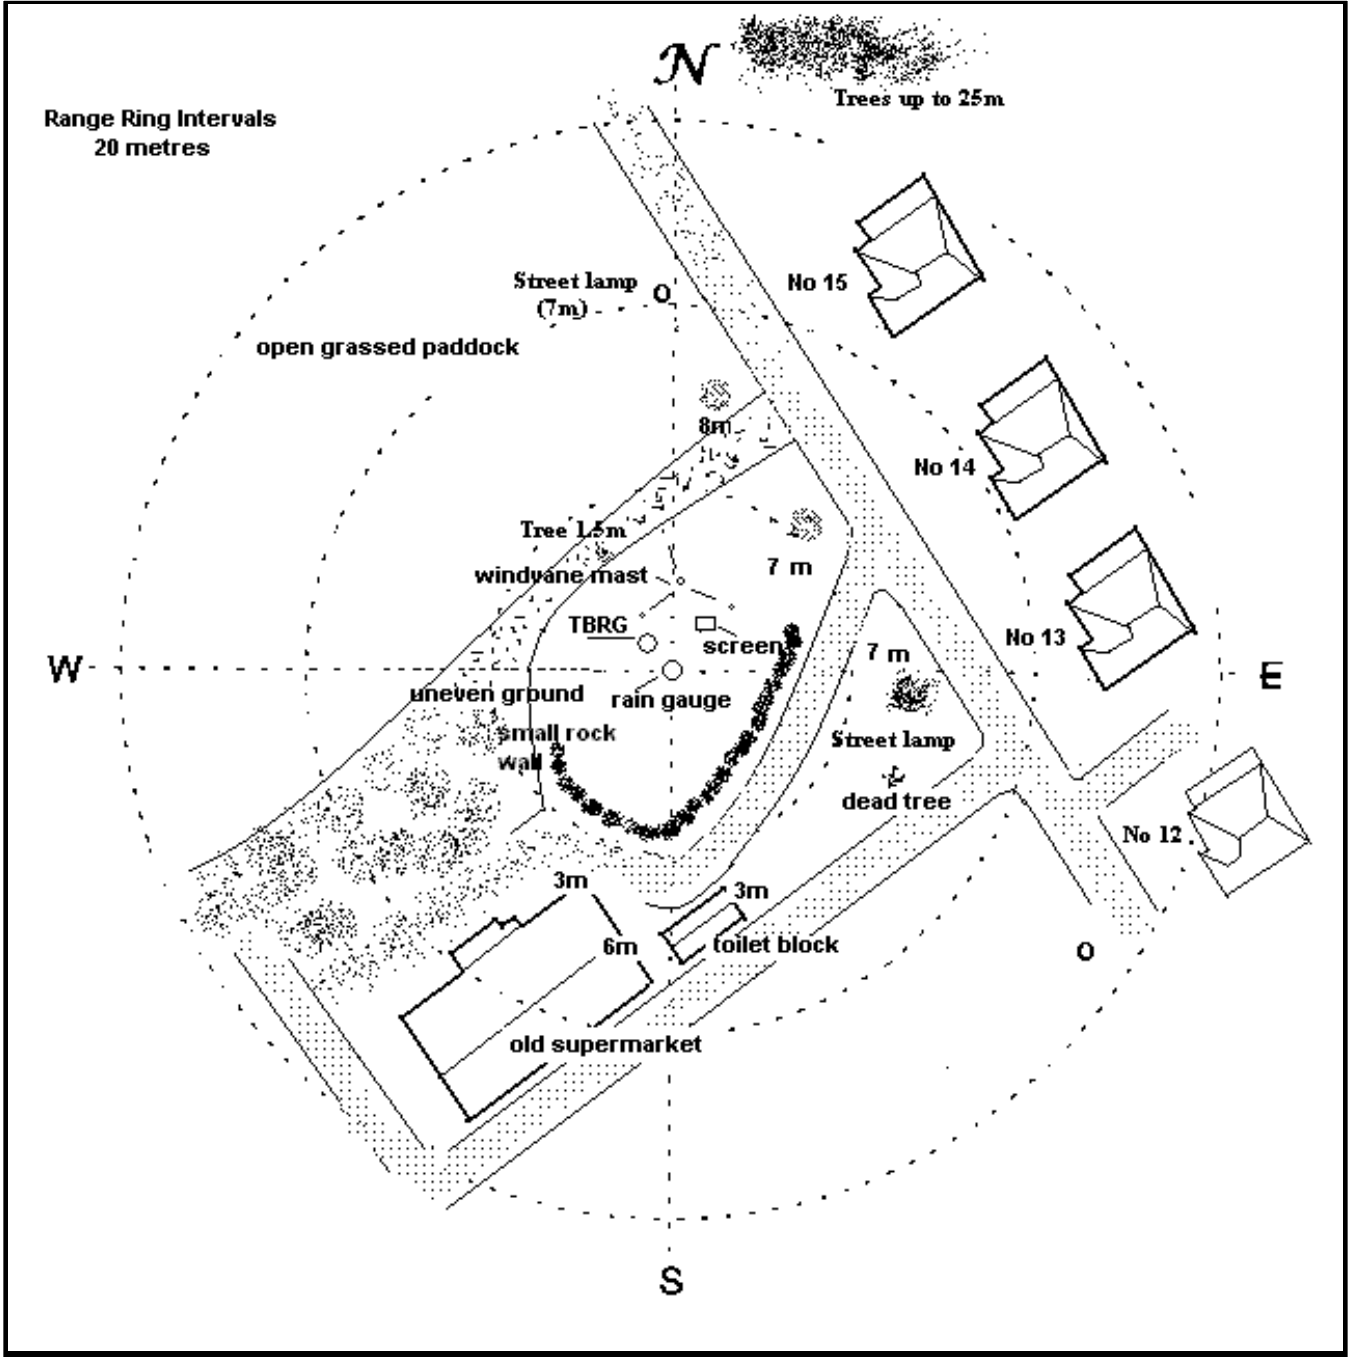 N
Trees up to 25m
Range Ring Intervals
20 metres
Street lamp
(7m)
No 15
open grassed paddock
8m
No 14
Tree 1.5m
windvane mast
7 m
TBRG
screen
No 13
7 m
W
E
uneven ground
rain gauge
small rock
wall
Street lamp
dead tree
No 12
3m
3m
6m
toilet block
old supermarket
S